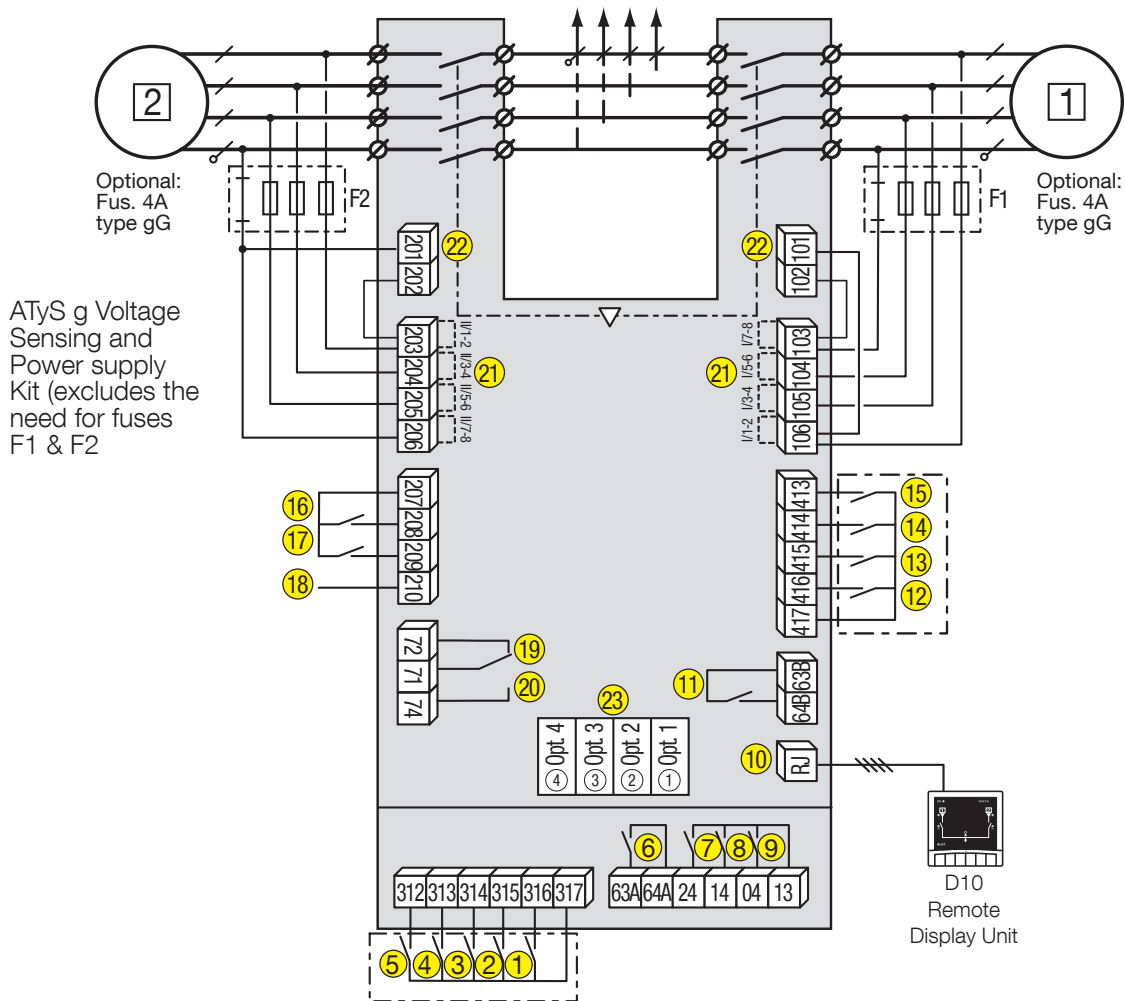 2
1
Optional:
Fus. 4A
type gG
F2
F1
Optional:
Fus. 4A
type gG
201
202
22
22
101
102
ATyS g Voltage
Sensing and
Power supply
Kit (excludes the
need for fuses
F1 & F2
203
204
205
206
II/1-2
II/3-4
II/5-6
II/7-8
21
21
I/7-8
I/5-6
I/3-4
I/1-2
103
104
105
106
16
17
18
207
208
209
210
413
414
415
416
417
15
14
13
12
72
71
74
19
20
11
63B
64B
23
Opt. 4
Opt. 3
Opt. 2
Opt. 1
4
3
2
1
10
RJ
D10
Remote
Display Unit
6
7
8
9
312
313
314
315
316
317
63A
64A
24
14
04
13
5
4
3
2
1